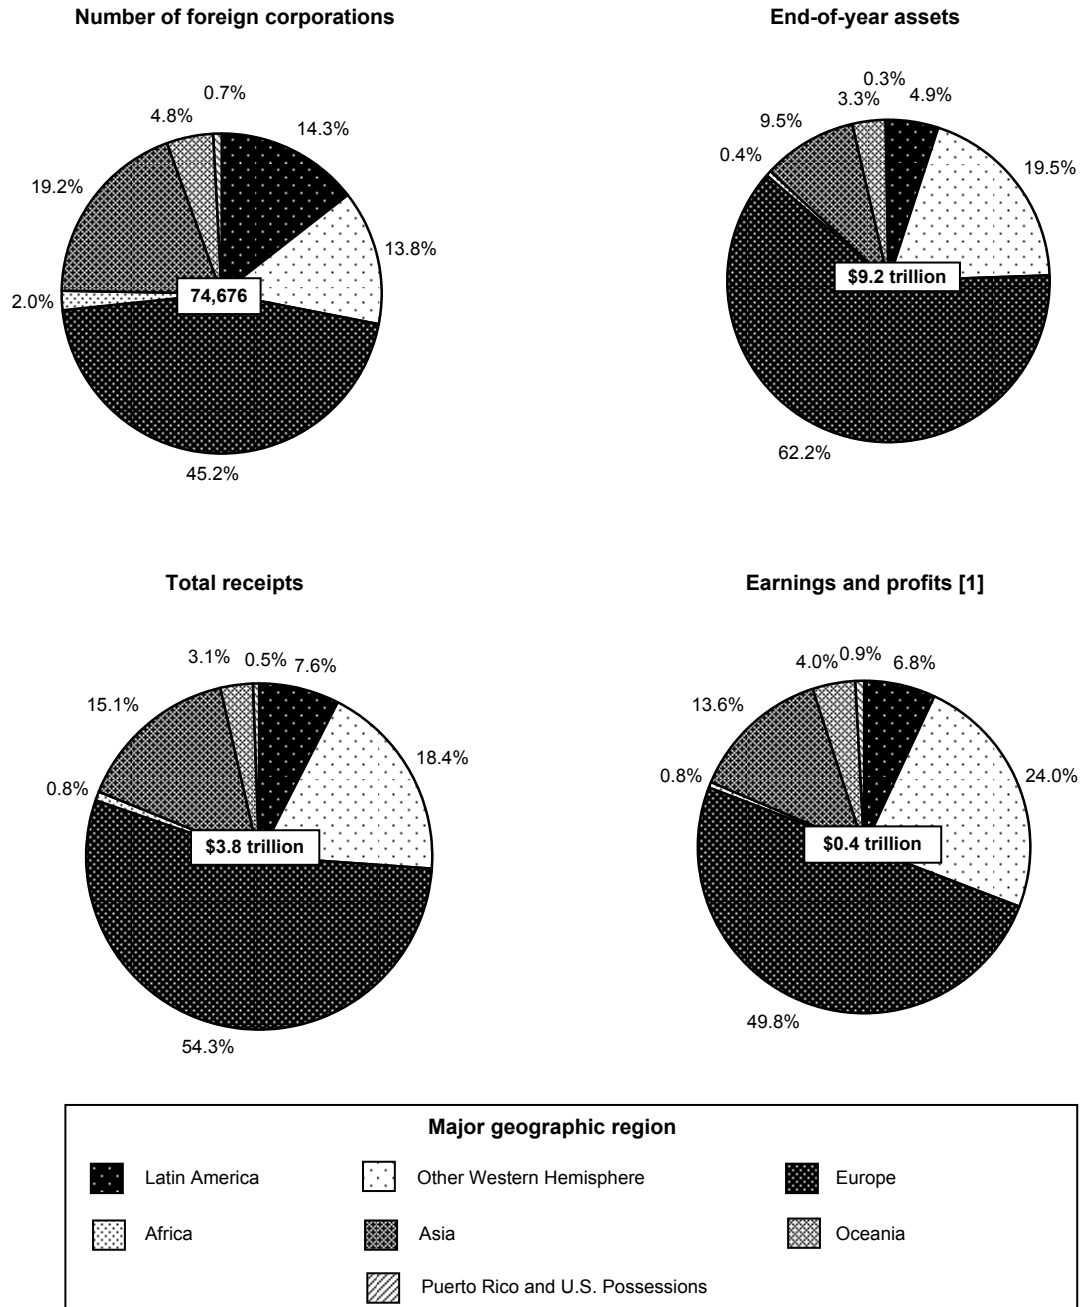 Number of foreign corporations
0.7%
4.8%
14.3%
19.2%
13.8%
74,676
2.0%
45.2%
End-of-year assets
0.3%
3.3%
4.9%
9.5%
0.4%
19.5%
$9.2 trillion
62.2%
Total receipts
3.1%
0.5%
7.6%
15.1%
18.4%
0.8%
$3.8 trillion
54.3%
Earnings and profits [1]
4.0%
0.9%
6.8%
13.6%
0.8%
24.0%
$0.4 trillion
49.8%
Major geographic region
Latin America
Other Western Hemisphere
Europe
Africa
Asia
Oceania
Puerto Rico and U.S. Possessions